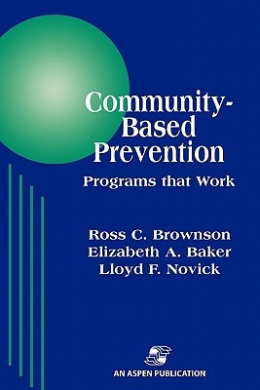 Community-
Based
Prevention
Programs that Work
Ross C. Brownson
Elizabeth A. Baker
Lloyd F. Novick
AN ASPEN PUBLICATION